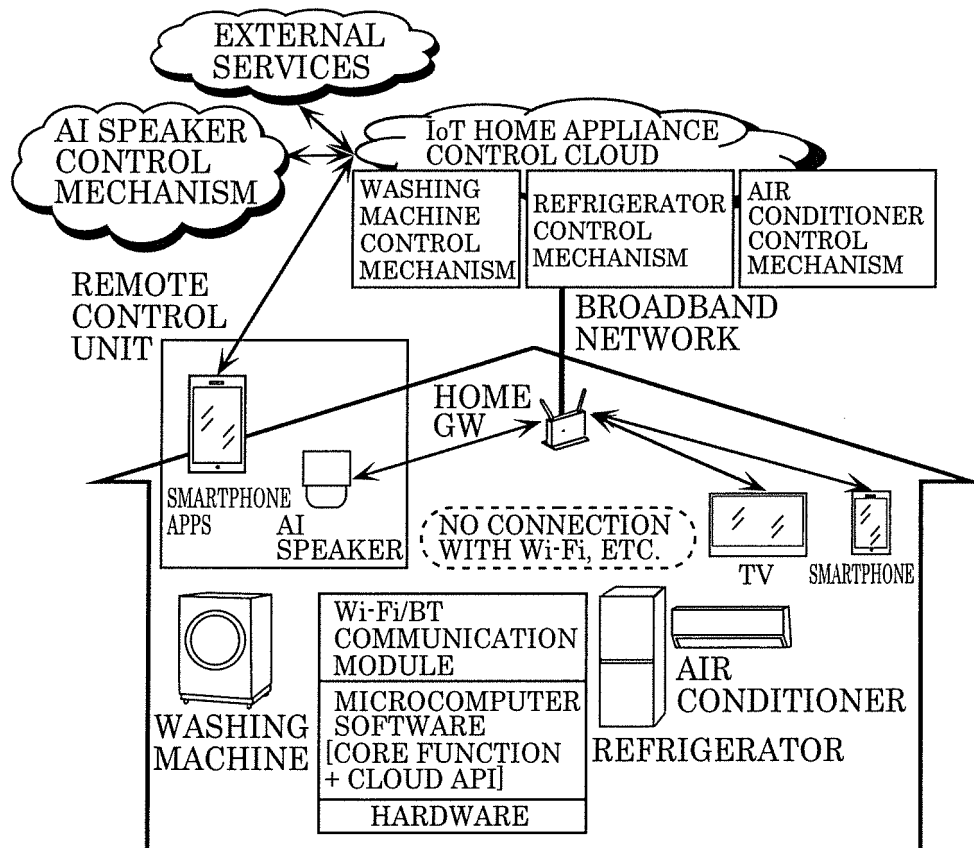 EXTERNAL
SERVICES
AI SPEAKER
CONTROL
MECHANISM
IoT HOME APPLIANCE
CONTROL CLOUD
WASHING
MACHINE
CONTROL
MECHANISM
REFRIGERATOR
CONTROL
MECHANISM
AIR
CONDITIONER
CONTROL
MECHANISM
REMOTE
CONTROL
UNIT
BROADBAND
NETWORK
HOME
GW
SMARTPHONE
APPS
AI
SPEAKER
NO CONNECTION
WITH Wi-Fi, ETC.
TV
SMARTPHONE
WASHING
MACHINE
Wi-Fi/BT
COMMUNICATION
MODULE
MICROCOMPUTER
SOFTWARE
[CORE FUNCTION
+ CLOUD API]
HARDWARE
AIR
CONDITIONER
REFRIGERATOR